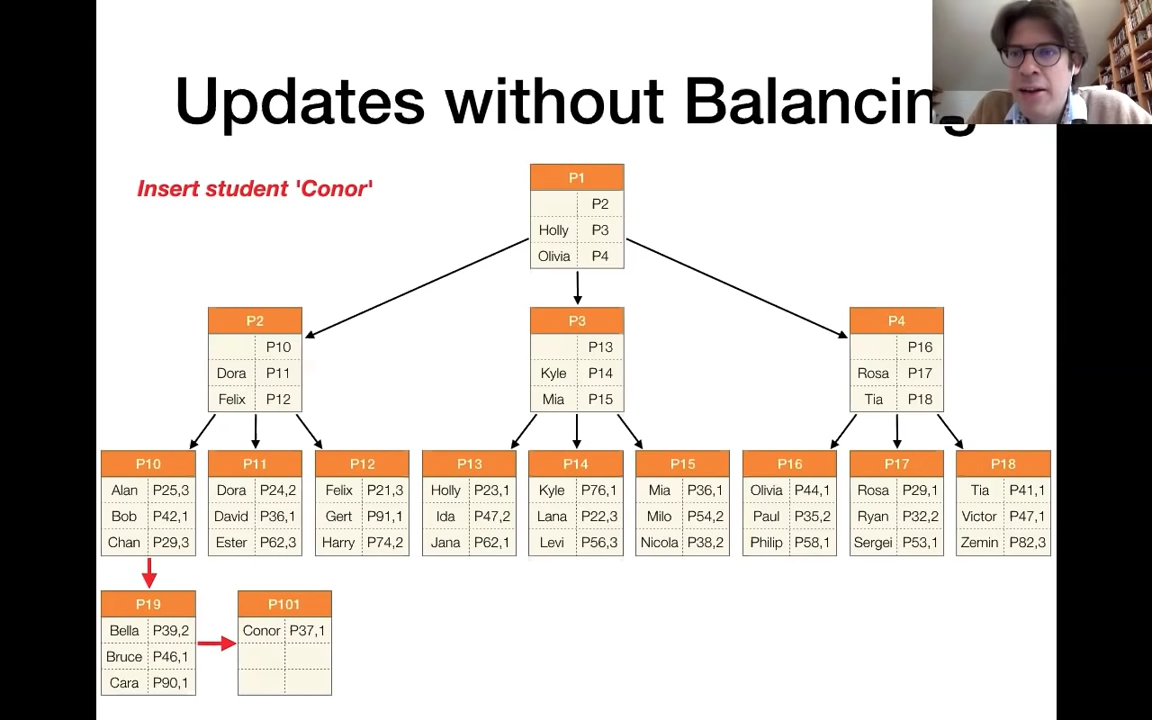 Updates without Balancing
Insert student 'Conor'
P1
P2
Holly P3
Olivia P4
P2
P10
Dora P11
Felix P12
P3
P13
Kyle P14
Mia P15
P4
P16
Rosa P17
Tia P18
P10
Alan P25,3
Bob P42,1
Chan P29,3
P11
Dora P24,2
David P36,1
Ester P62,3
P12
Felix P21,3
Gert P91,1
Harry P74,2
P13
Holly P23,1
Ida P47,2
Jana P62,1
P14
Kyle P76,1
Lana P22,3
Levi P56,3
P15
Mia P36,1
Milo P54,2
Nicola P38,2
P16
Olivia P44,1
Paul P35,2
Philip P58,1
P17
Rosa P29,1
Ryan P32,2
Sergei P53,1
P18
Tia P41,1
Victor P47,1
Zemin P82,3
P19
Bella P39,2
Bruce P46,1
Cara P90,1
P101
Conor P37,1